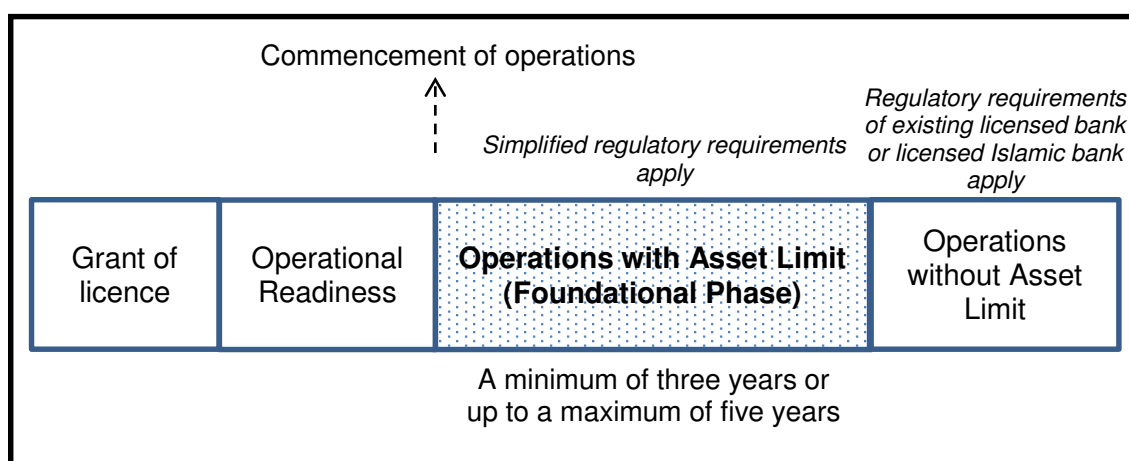 Commencement of operations
Simplified regulatory requirements
apply
Regulatory requirements
of existing licensed bank
or licensed Islamic bank
apply
Grant of
licence
Operational
Readiness
Operations with Asset Limit
(Foundational Phase)
Operations
without Asset
Limit
A minimum of three years or
up to a maximum of five years